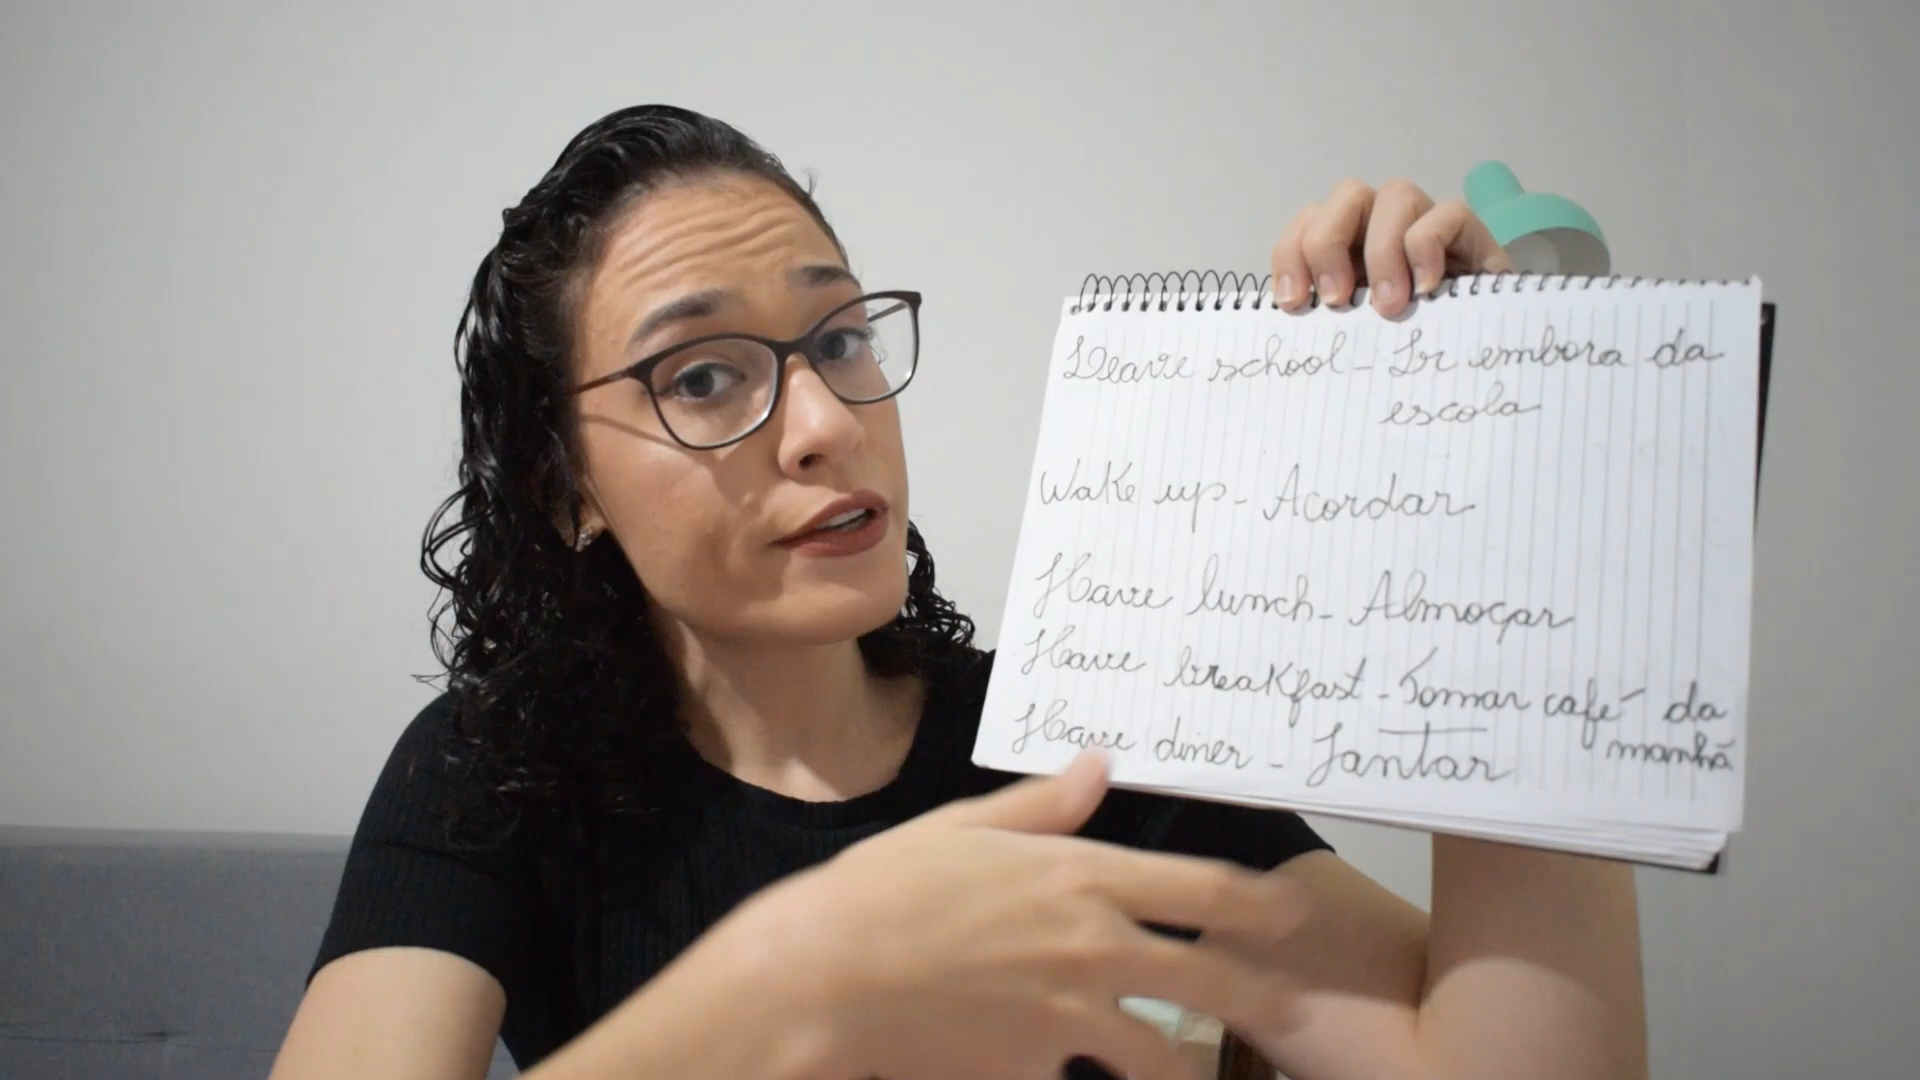 Leave school - Ir embora da
escola
Wake up - Acordar
Have lunch - Almoçar
Have breakfast - Tomar café da
manhã
Have diner - Jantar